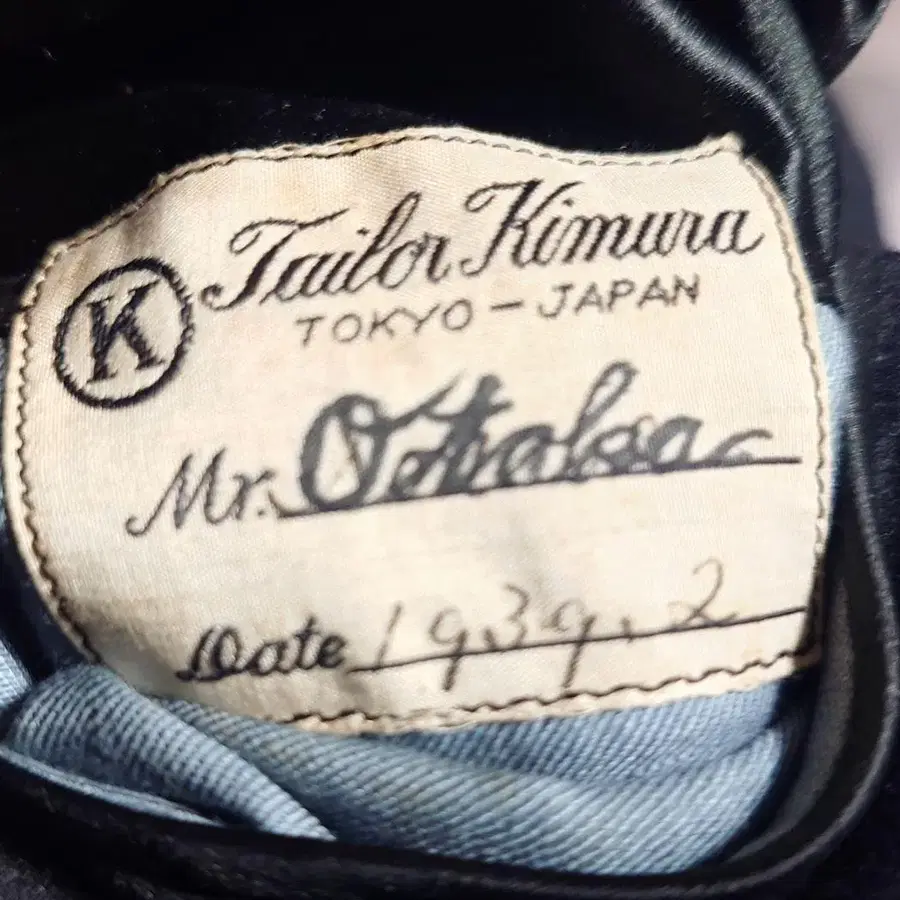 K
Tailor Kimura
TOKYO – JAPAN
Mr.
Date 1939.2